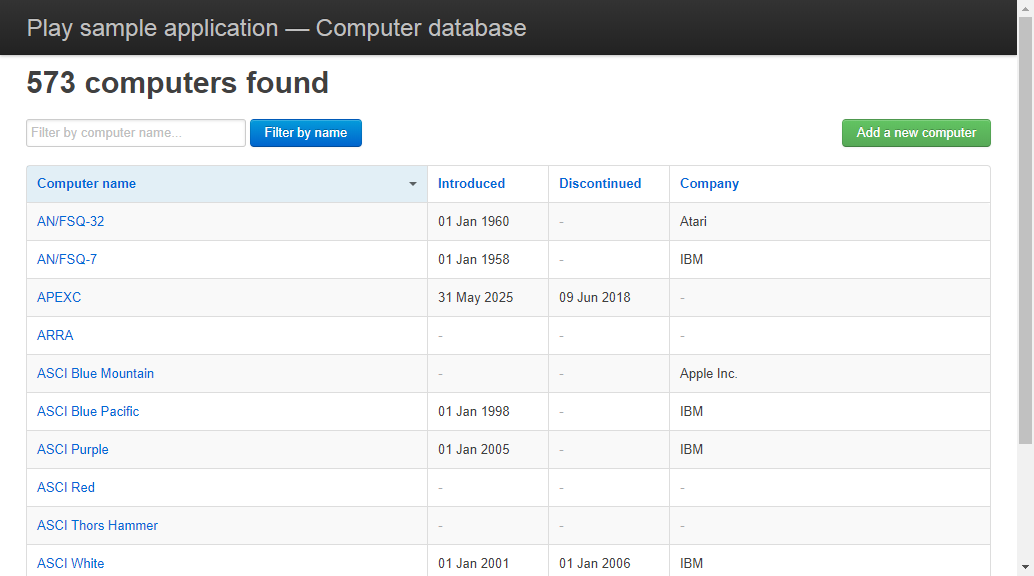 Play sample application — Computer database
573 computers found
Filter by computer name... Filter by name Add a new computer
Computer name Introduced Discontinued Company
AN/FSQ-32 01 Jan 1960 - Atari
AN/FSQ-7 01 Jan 1958 - IBM
APEXC 31 May 2025 09 Jun 2018 -
ARRA - - -
ASCI Blue Mountain - - Apple Inc.
ASCI Blue Pacific 01 Jan 1998 - IBM
ASCI Purple 01 Jan 2005 - IBM
ASCI Red - - -
ASCI Thors Hammer - - -
ASCI White 01 Jan 2001 01 Jan 2006 IBM